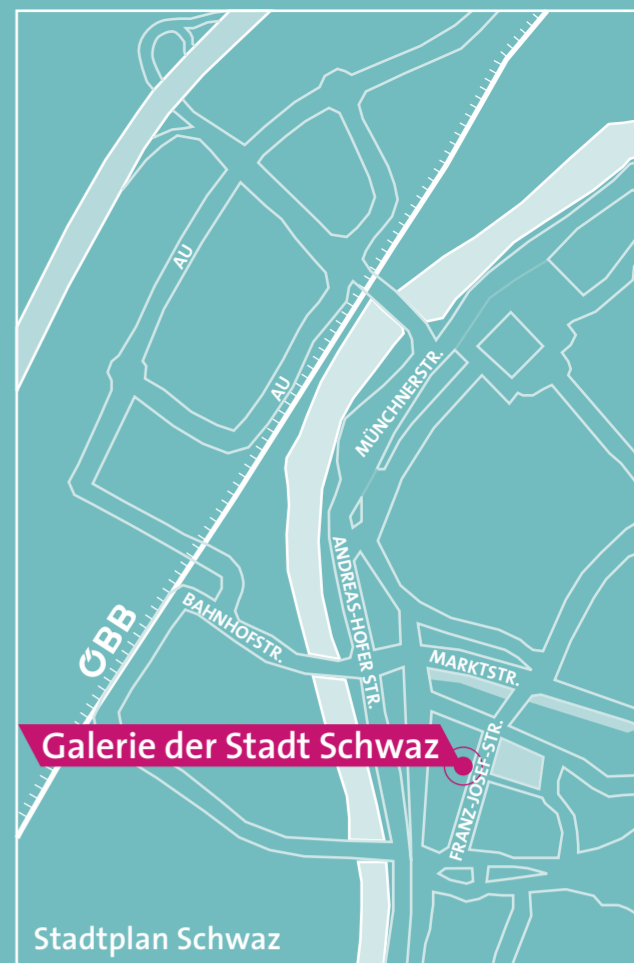 AU
AU
MÜNCHNERSTR.
ANDREAS-HOFER STR.
ÖBB
BAHNHOFSTR.
MARKTSTR.
Galerie der Stadt Schwaz
FRANZ-JOSEF-STR.
Stadtplan Schwaz